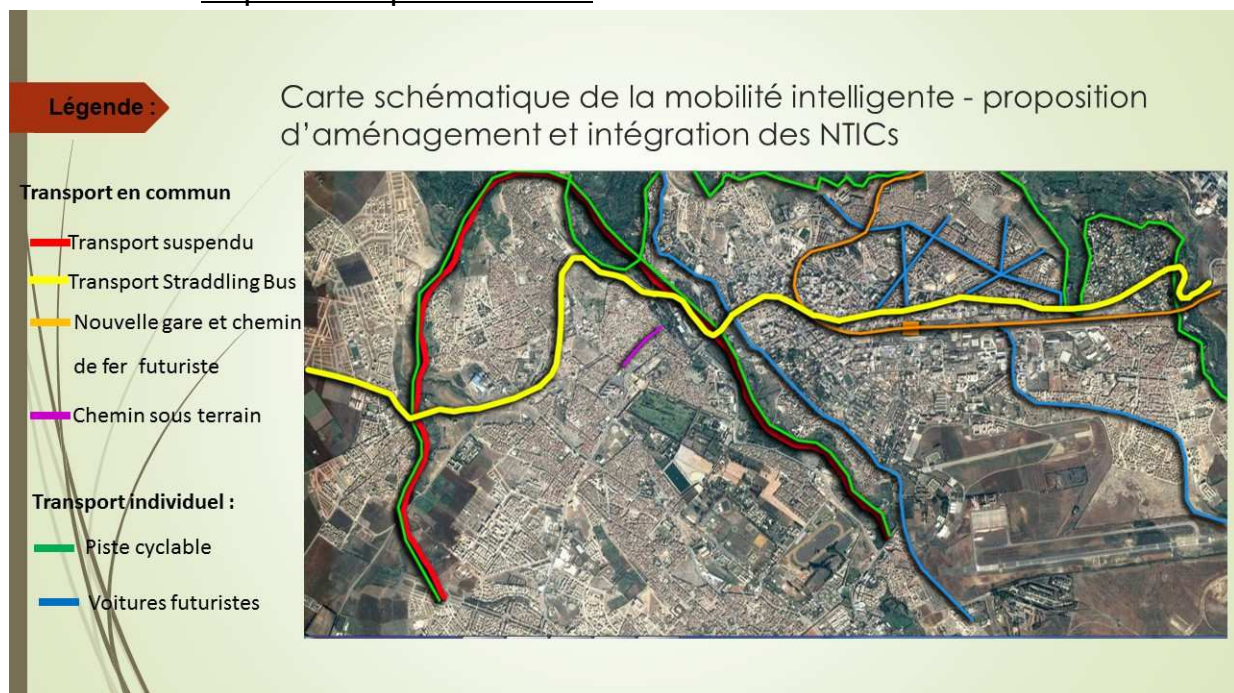 Légende :
Carte schématique de la mobilité intelligente - proposition
d'aménagement et intégration des NTICs
Transport en commun
Transport suspendu
Transport Straddling Bus
Nouvelle gare et chemin
de fer futuriste
Chemin sous terrain
Transport individuel :
Piste cyclable
Voitures futuristes